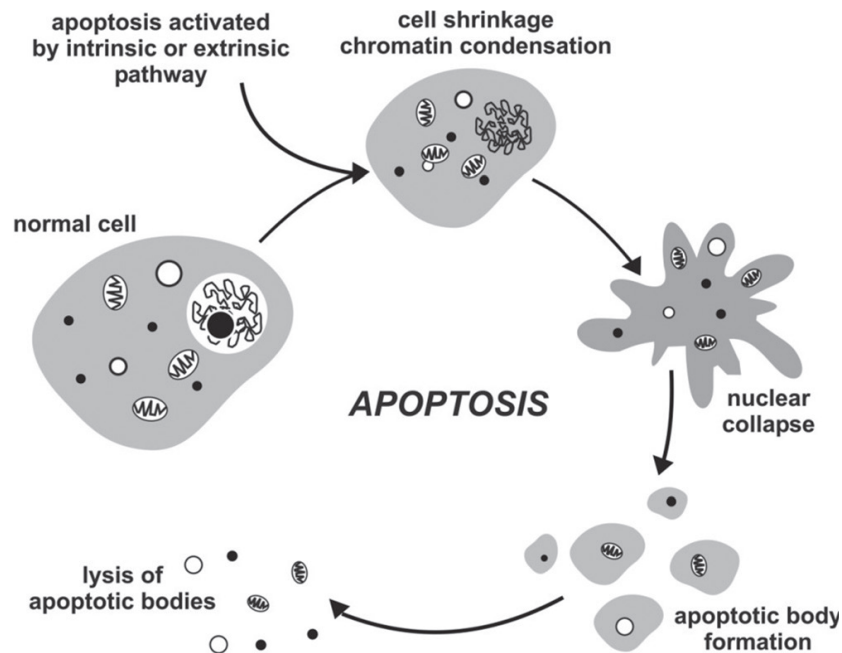 apoptosis activated
by intrinsic or extrinsic
pathway
cell shrinkage
chromatin condensation
normal cell
APOPTOSIS
nuclear
collapse
lysis of
apoptotic bodies
apoptotic body
formation